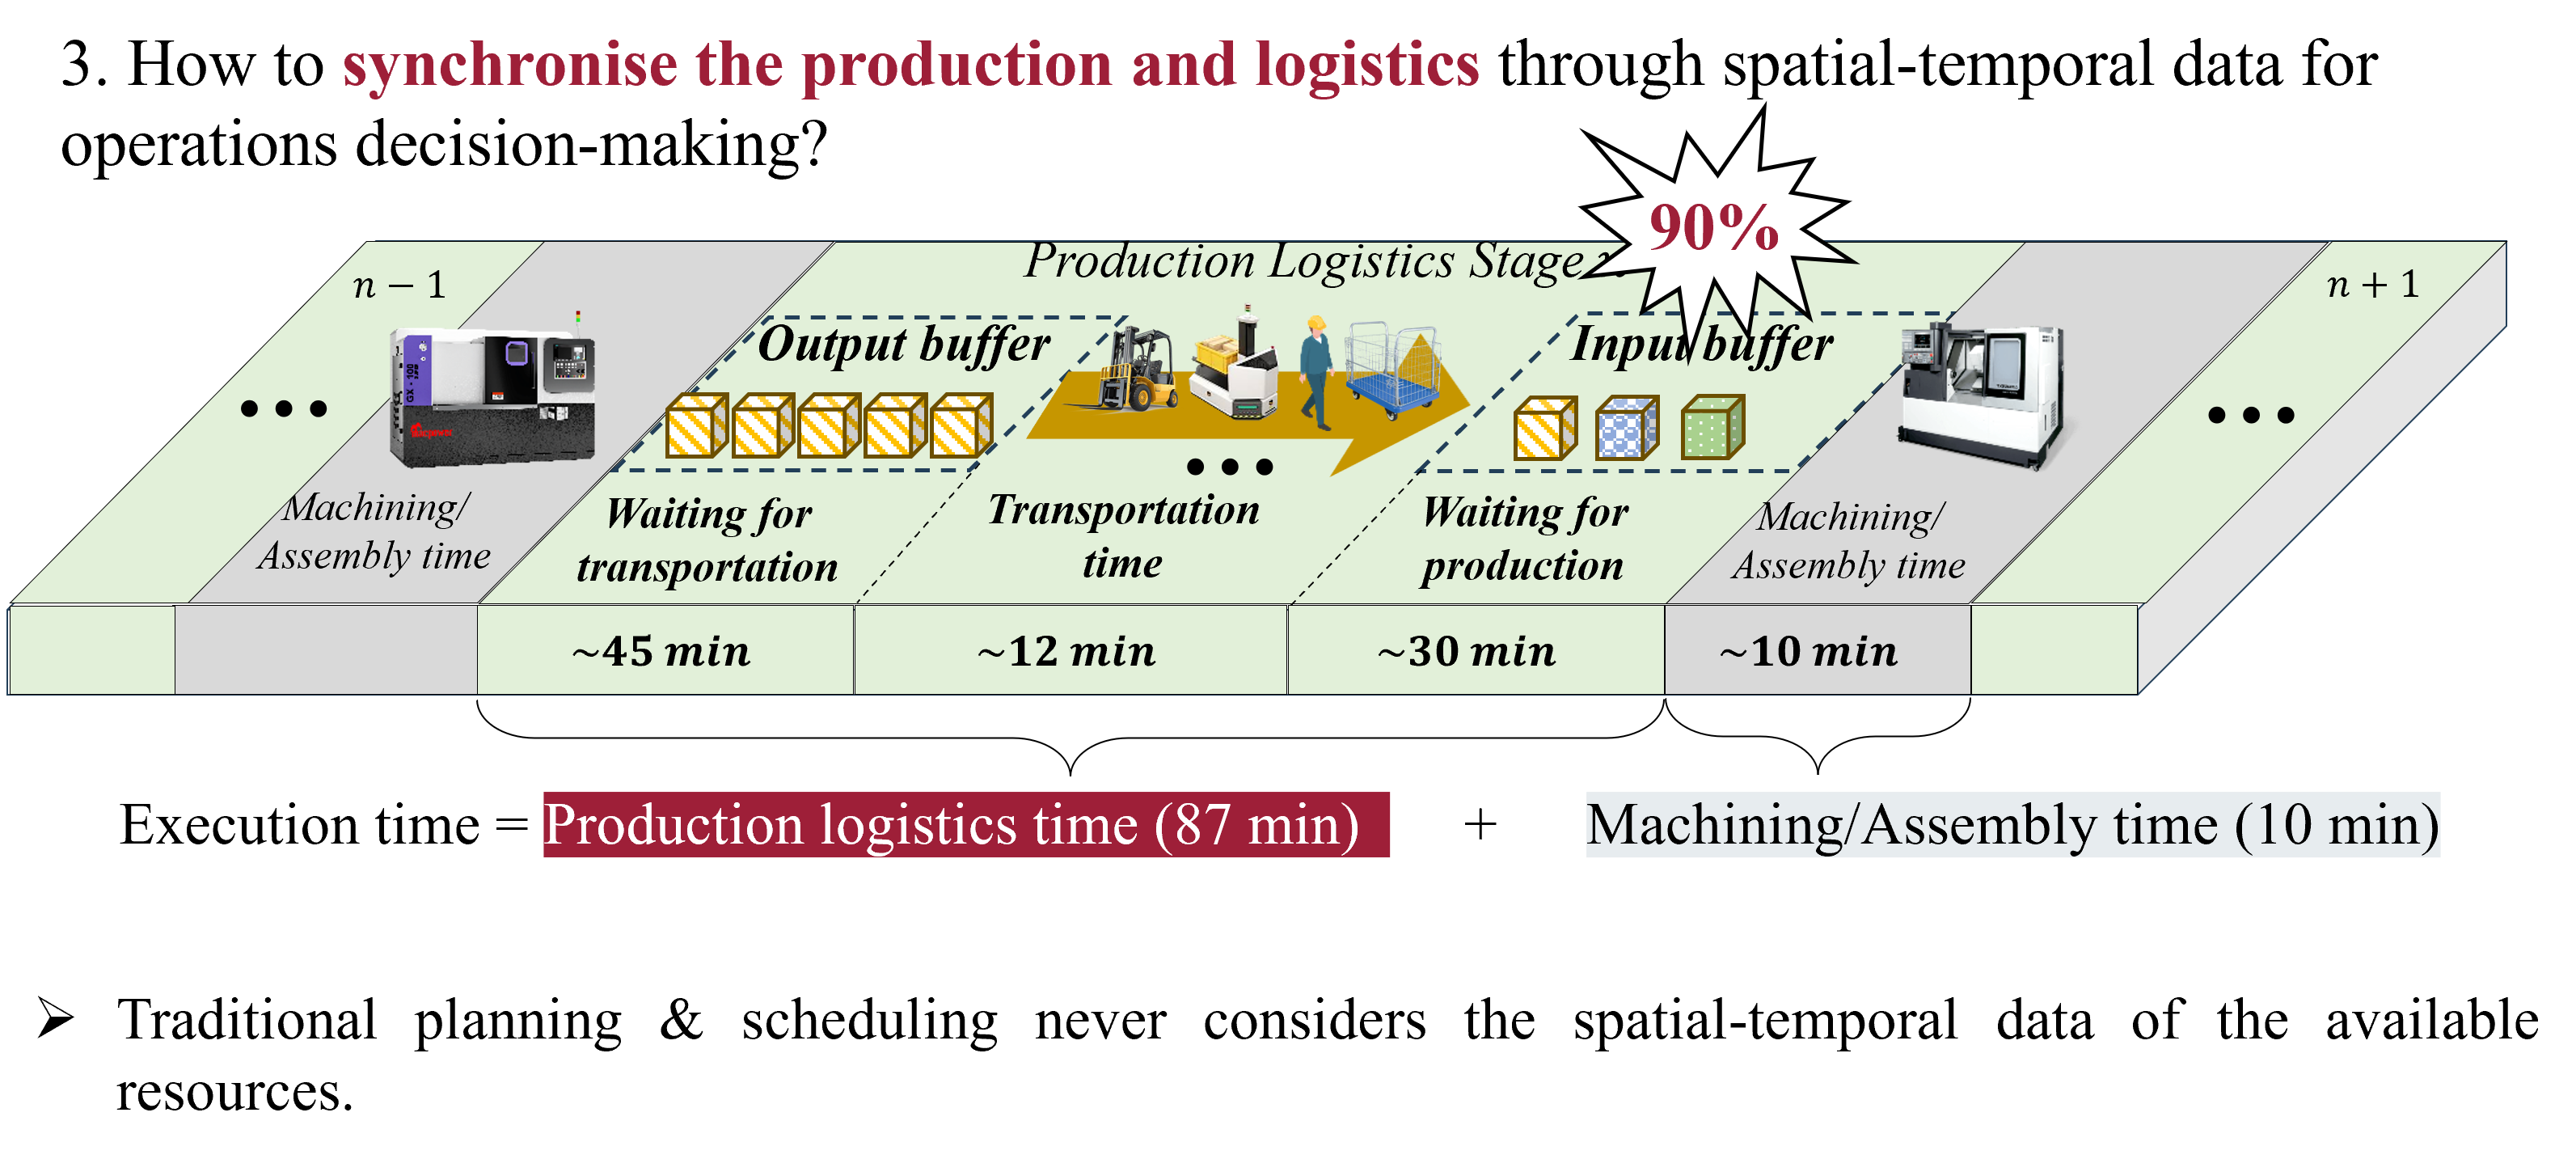 3. How to synchronise the production and logistics through spatial-temporal data for
operations decision-making?
90%
Production Logistics Stage
n − 1
n + 1
Output buffer
Input buffer
GX - 100
Machining/
Assembly time
Waiting for
transportation
Transportation
time
Waiting for
production
Machining/
Assembly time
~45 min
~12 min
~30 min
~10 min
Execution time = Production logistics time (87 min) + Machining/Assembly time (10 min)
➢ Traditional planning & scheduling never considers the spatial-temporal data of the available
resources.